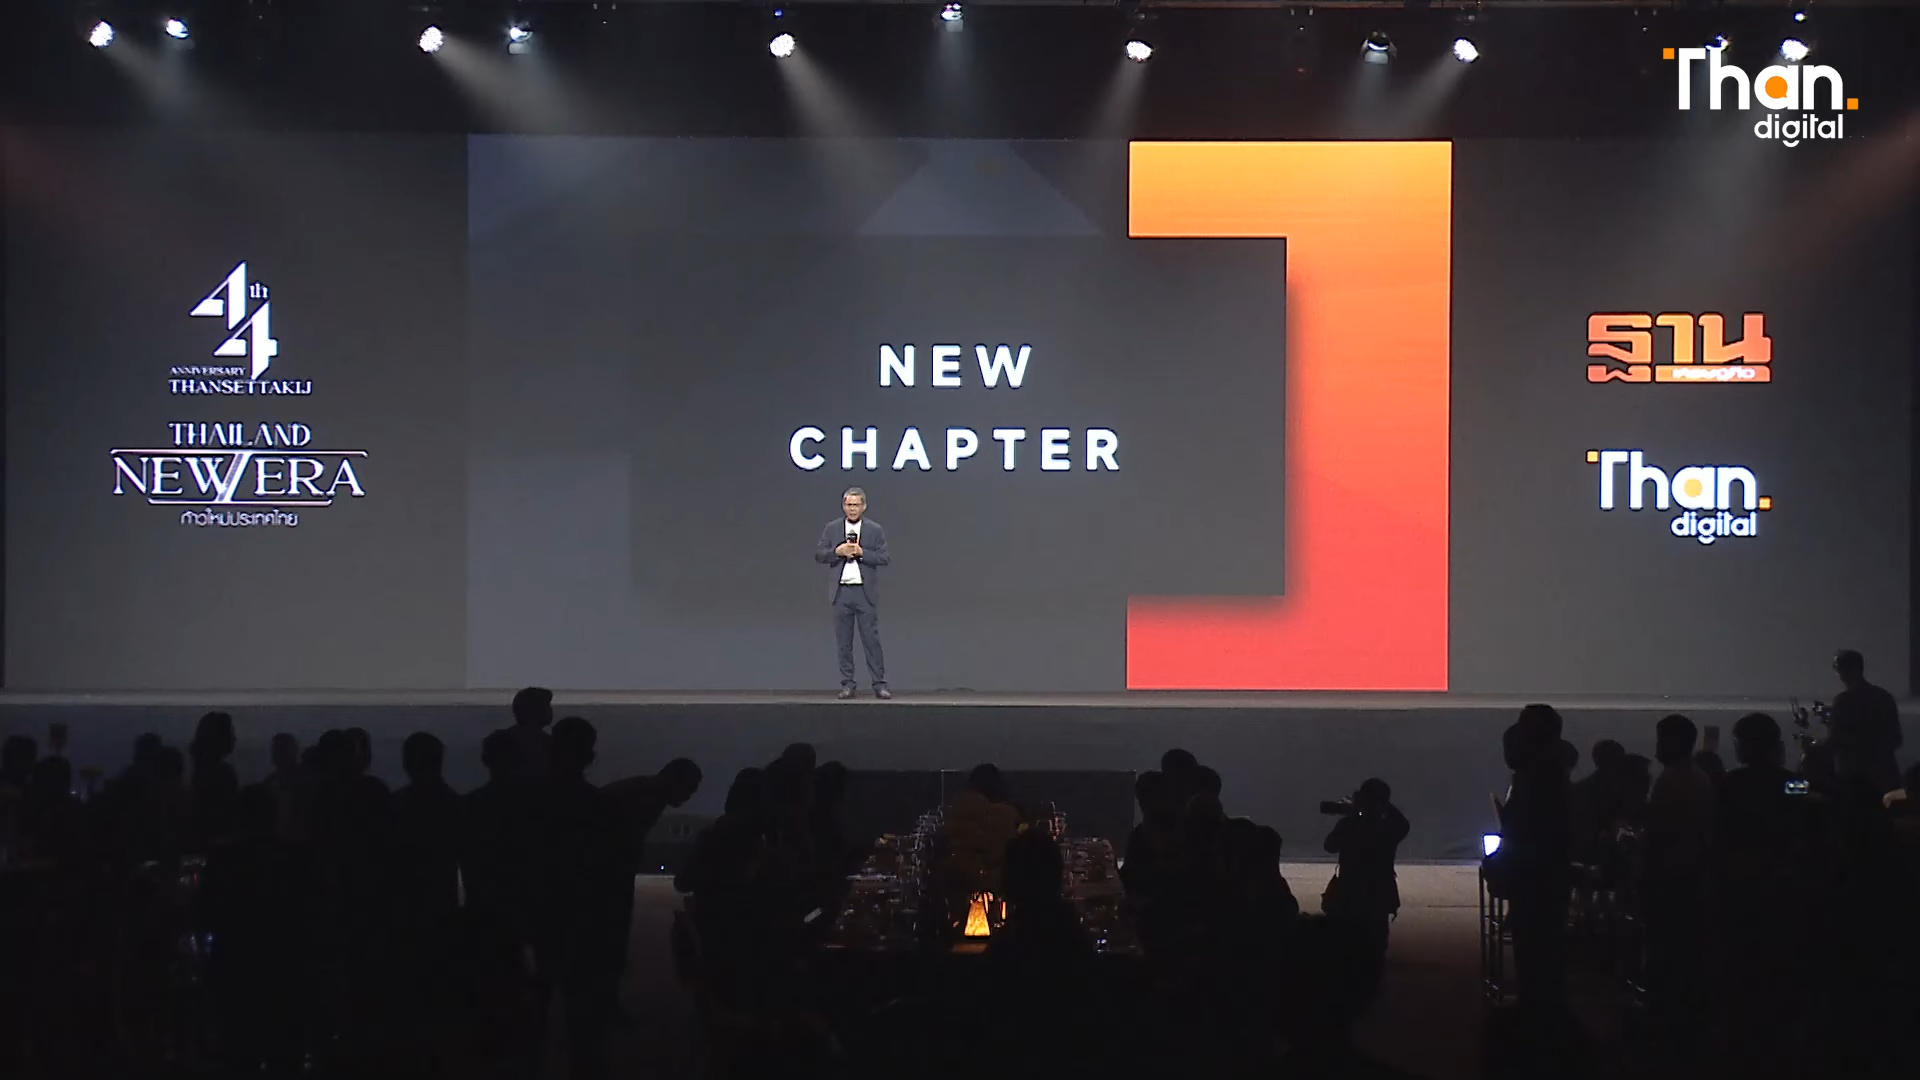 Than.
digital
44th
ANNIVERSARY
THANSETTAKIJ
THAILAND
NEW ERA
ก้าวใหม่ประเทศไทย
NEW
CHAPTER
ฐาน
เศรษฐกิจ
Than.
digital